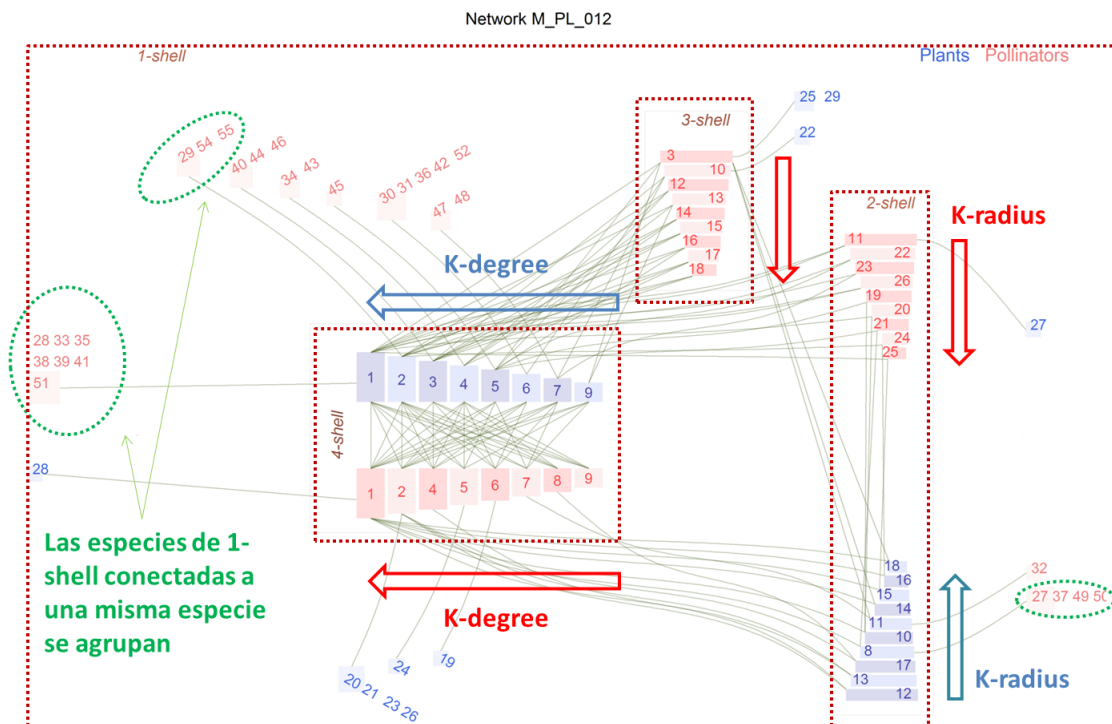 Network M_PL_012
1-shell
Plants Pollinators
29 54 55
40 44 46
34 43
45
30 31 36 42 52
47 48
3-shell
3
10
12
13
14
15
16
17
18
25 29
22
2-shell
11
22
23
26
19
20
21
24
25
K-radius
27
K-degree
28 33 35
38 39 41
51
28
4-shell
1 2 3 4 5 6 7 9
1 2 4 5 6 7 8 9
Las especies de 1-
shell conectadas a
una misma especie
se agrupan
K-degree
20 21 23 26
24
19
18
16
15
14
11
10
8
17
13
12
32
27 37 49 50
K-radius